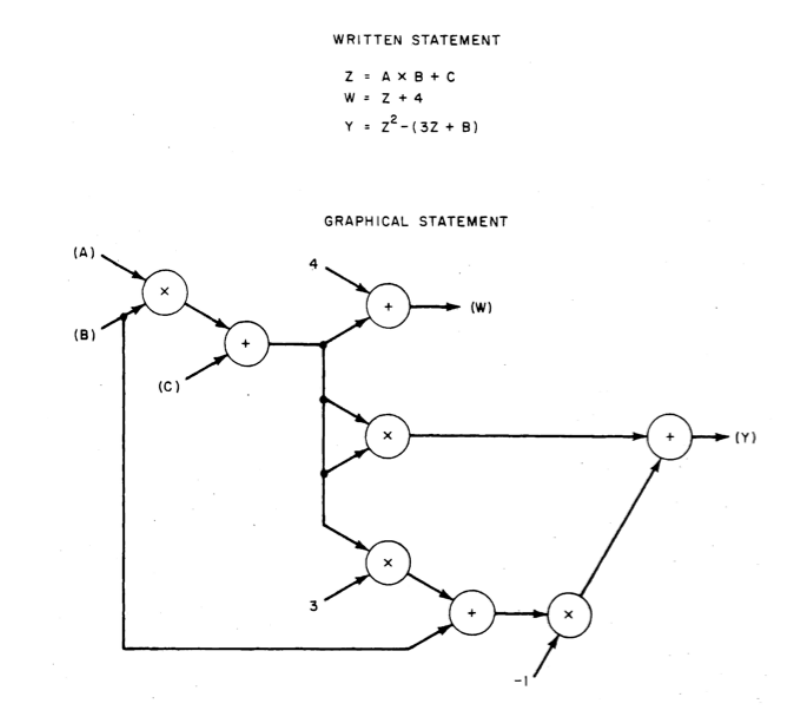 WRITTEN STATEMENT
Z = A × B + C
W = Z + 4
Y = Z² - (3Z + B)
GRAPHICAL STATEMENT
(A)
4
×
+
(W)
(B)
+
(C)
×
+
(Y)
×
3
+
×
-1